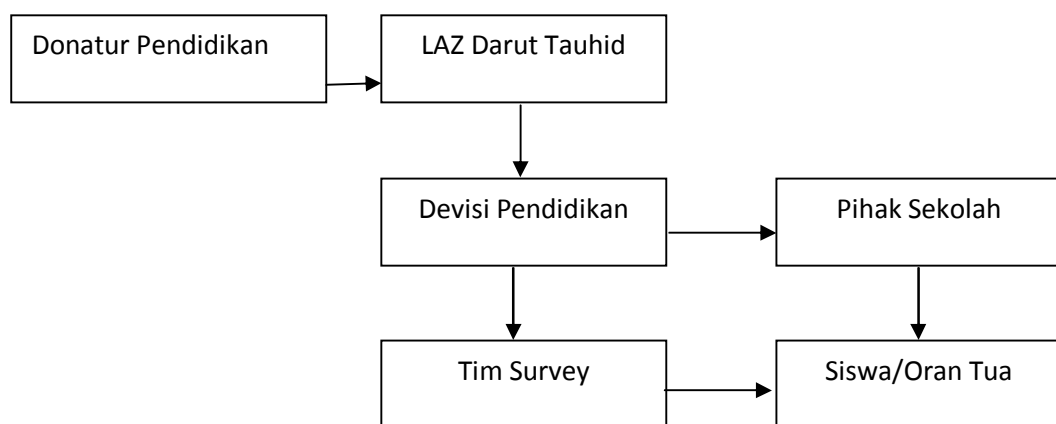 Donatur Pendidikan
LAZ Darut Tauhid
Devisi Pendidikan
Pihak Sekolah
Tim Survey
Siswa/Oran Tua